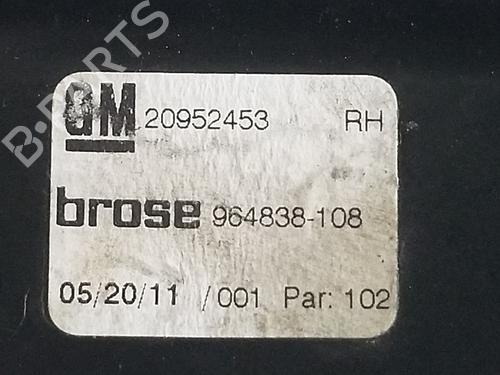 B-PARTS
GM 20952453 RH
brose 964838-108
05/20/11 /001 Par: 102